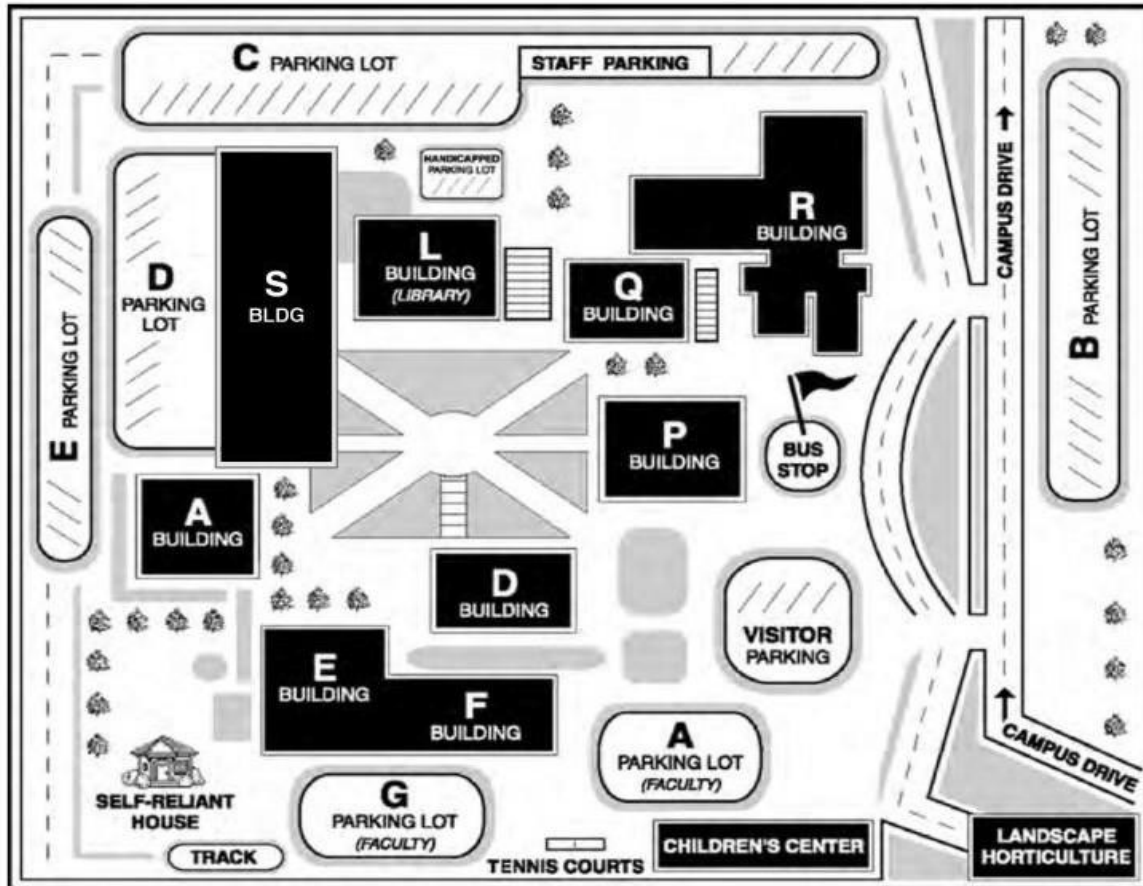 C PARKING LOT
STAFF PARKING
HANDICAPPED
PARKING LOT
CAMPUS DRIVE
B PARKING LOT
R
BUILDING
L
BUILDING
(LIBRARY)
Q
BUILDING
D
PARKING
LOT
S
BLDG
E PARKING LOT
P
BUILDING
BUS
STOP
A
BUILDING
D
BUILDING
VISITOR
PARKING
E
BUILDING
F
BUILDING
A
PARKING LOT
(FACULTY)
CAMPUS DRIVE
SELF-RELIANT
HOUSE
G
PARKING LOT
(FACULTY)
TRACK
TENNIS COURTS
CHILDREN'S CENTER
LANDSCAPE
HORTICULTURE